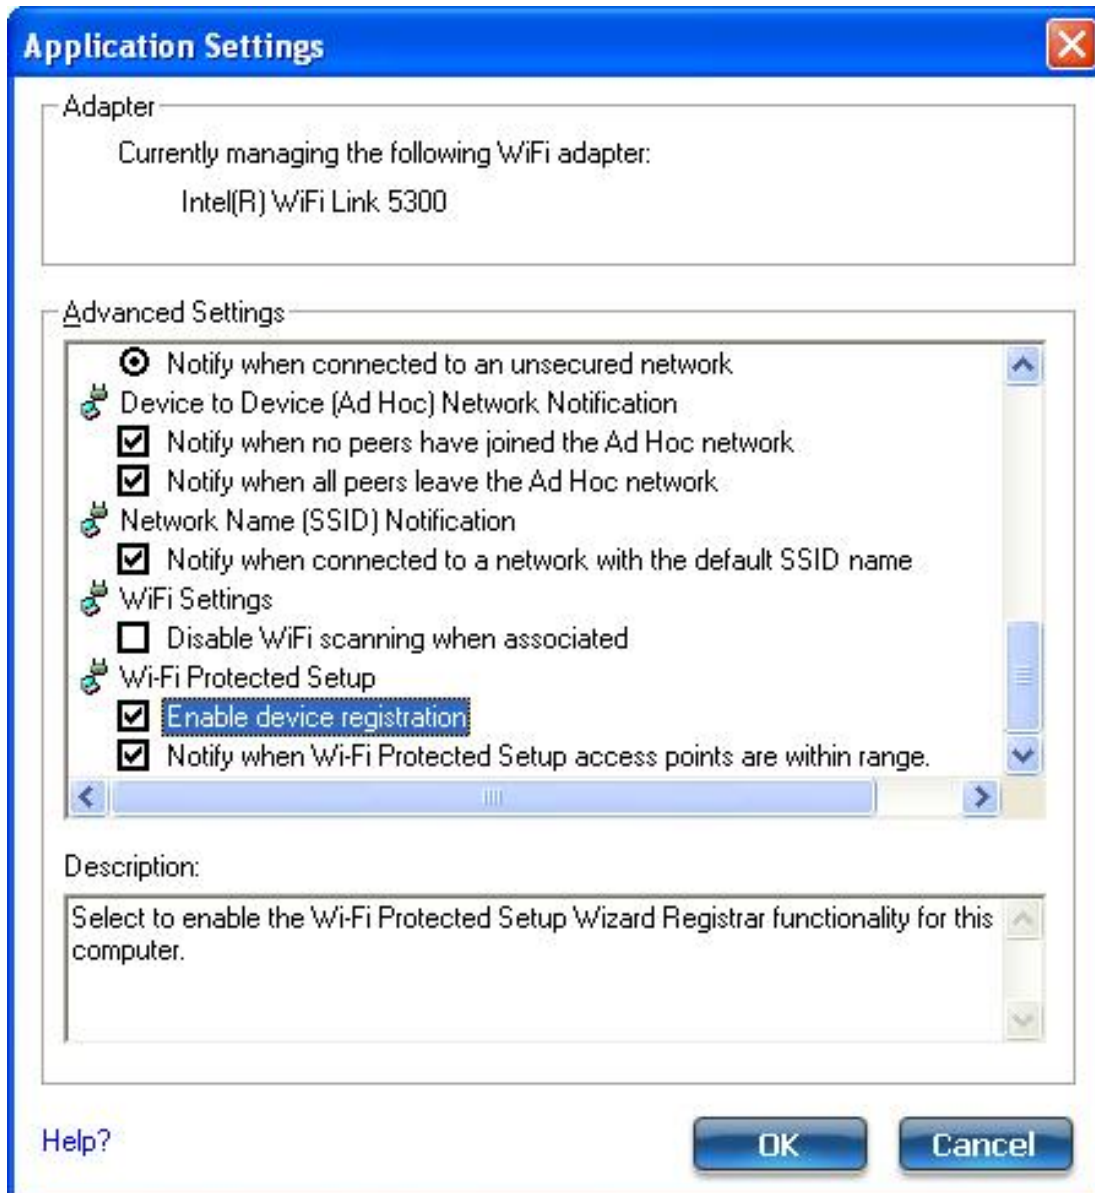 Application Settings
Adapter
Currently managing the following WiFi adapter:
Intel(R) WiFi Link 5300
Advanced Settings
Notify when connected to an unsecured network
Device to Device (Ad Hoc) Network Notification
Notify when no peers have joined the Ad Hoc network
Notify when all peers leave the Ad Hoc network
Network Name (SSID) Notification
Notify when connected to a network with the default SSID name
WiFi Settings
Disable WiFi scanning when associated
Wi-Fi Protected Setup
Enable device registration
Notify when Wi-Fi Protected Setup access points are within range.
Description:
Select to enable the Wi-Fi Protected Setup Wizard Registrar functionality for this
computer.
Help?
OK
Cancel